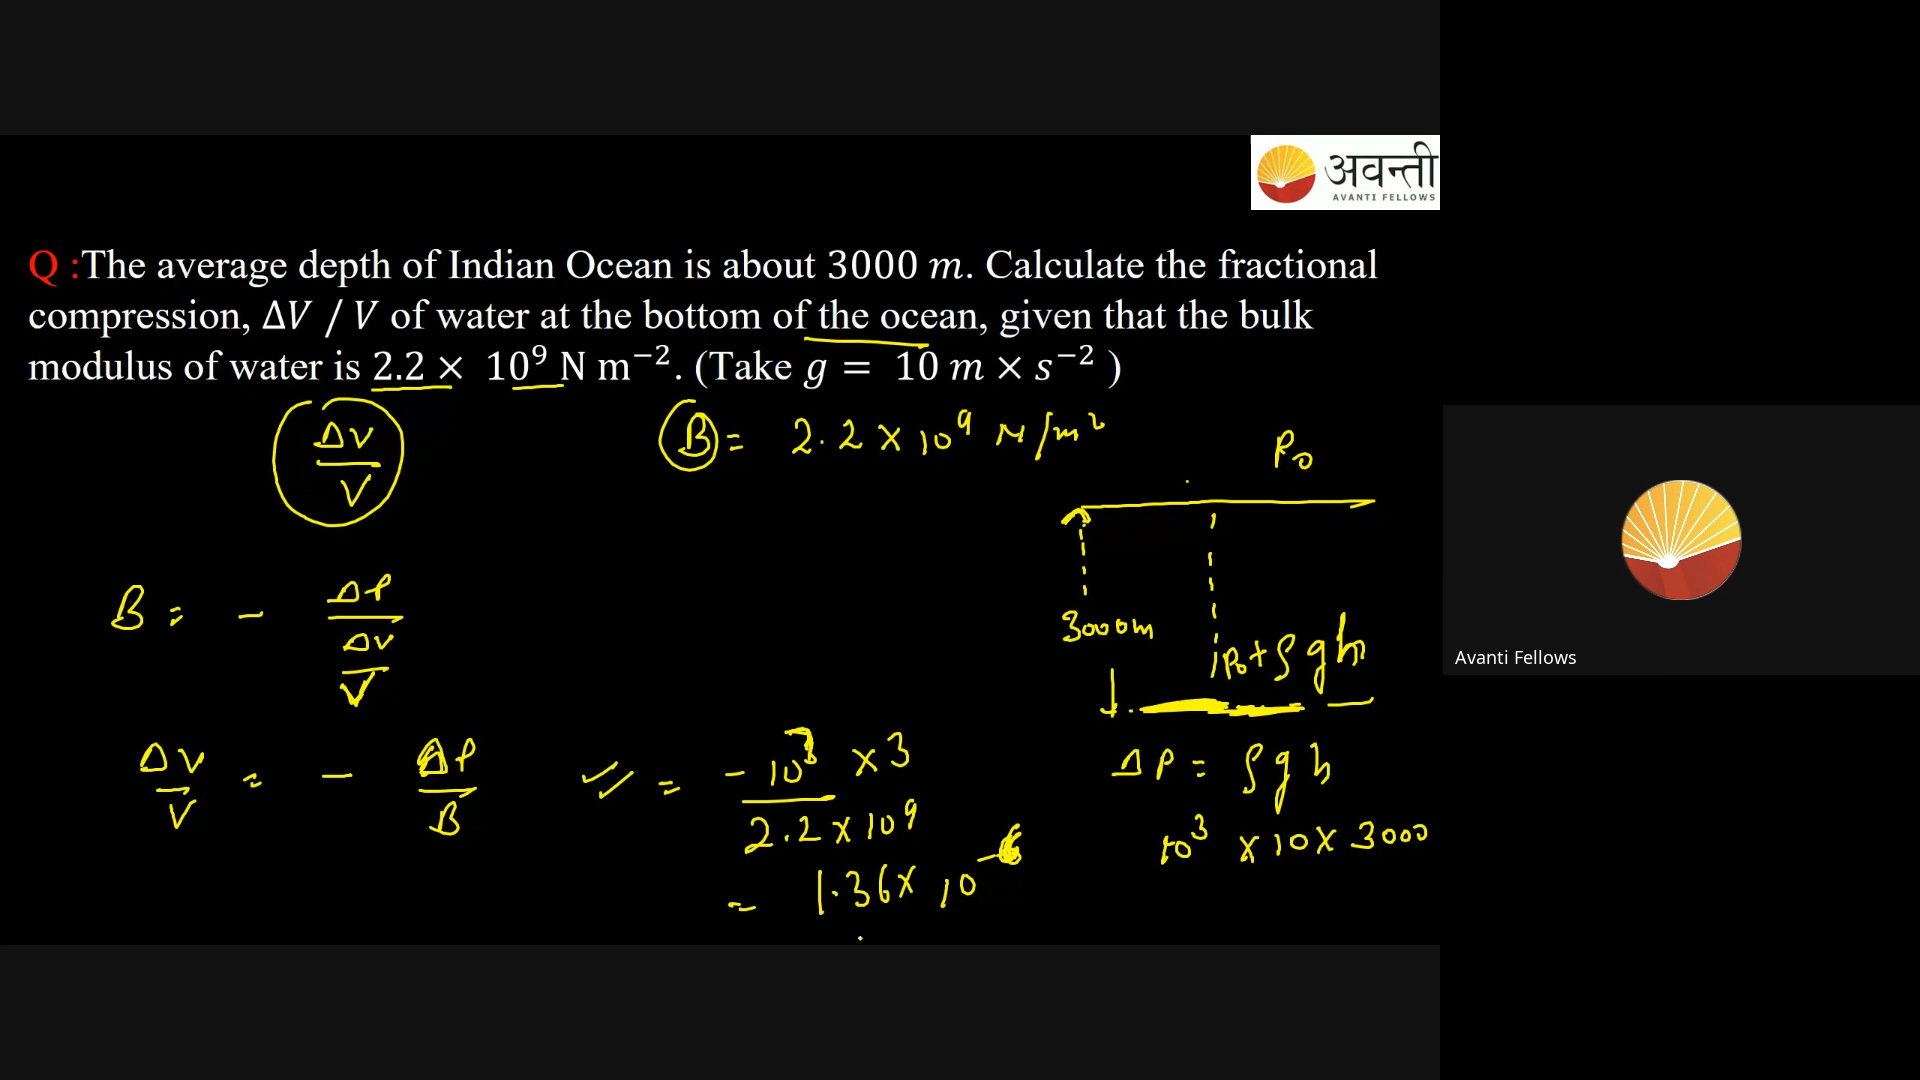 अवन्ती
AVANTI FELLOWS
Q :The average depth of Indian Ocean is about 3000 m. Calculate the fractional
compression, ΔV / V of water at the bottom of the ocean, given that the bulk
modulus of water is 2.2 × 10⁹ N m⁻². (Take g = 10 m × s⁻² )
ΔV / V
B = 2.2 × 10⁹ N/m²
P₀
B = - ΔP / (ΔV / V)
3000m
P₀ + ρgh
ΔV / V = - ΔP / B
= - 10 × 3 / 2.2 × 10⁹
ΔP = ρgh
10³ × 10 × 3000
= 1.36 × 10
Avanti Fellows